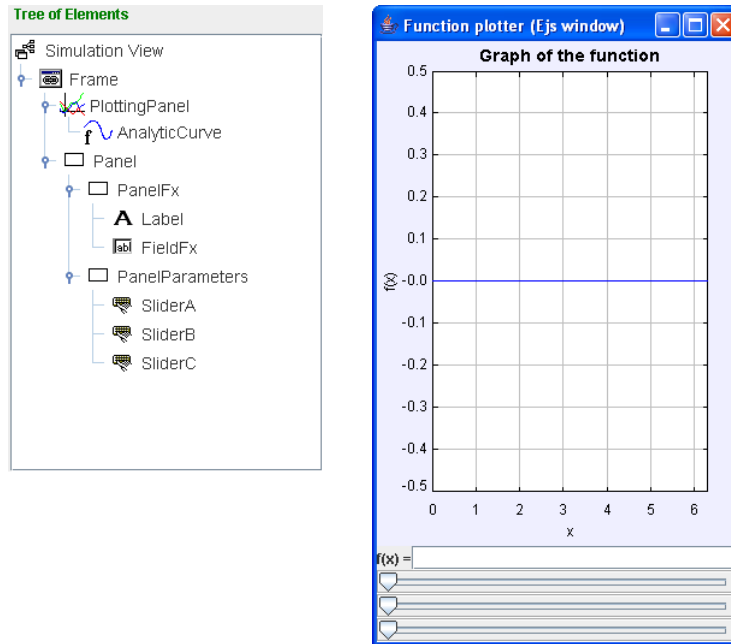 Tree of Elements
Simulation View
Frame
PlottingPanel
f AnalyticCurve
Panel
PanelFx
A Label
ab FieldFx
PanelParameters
SliderA
SliderB
SliderC
Function plotter (Ejs window)
Graph of the function
0.5
0.4
0.3
0.2
0.1
-0.0
-0.1
-0.2
-0.3
-0.4
-0.5
f(x)
0 1 2 3 4 5 6
x
f(x) =